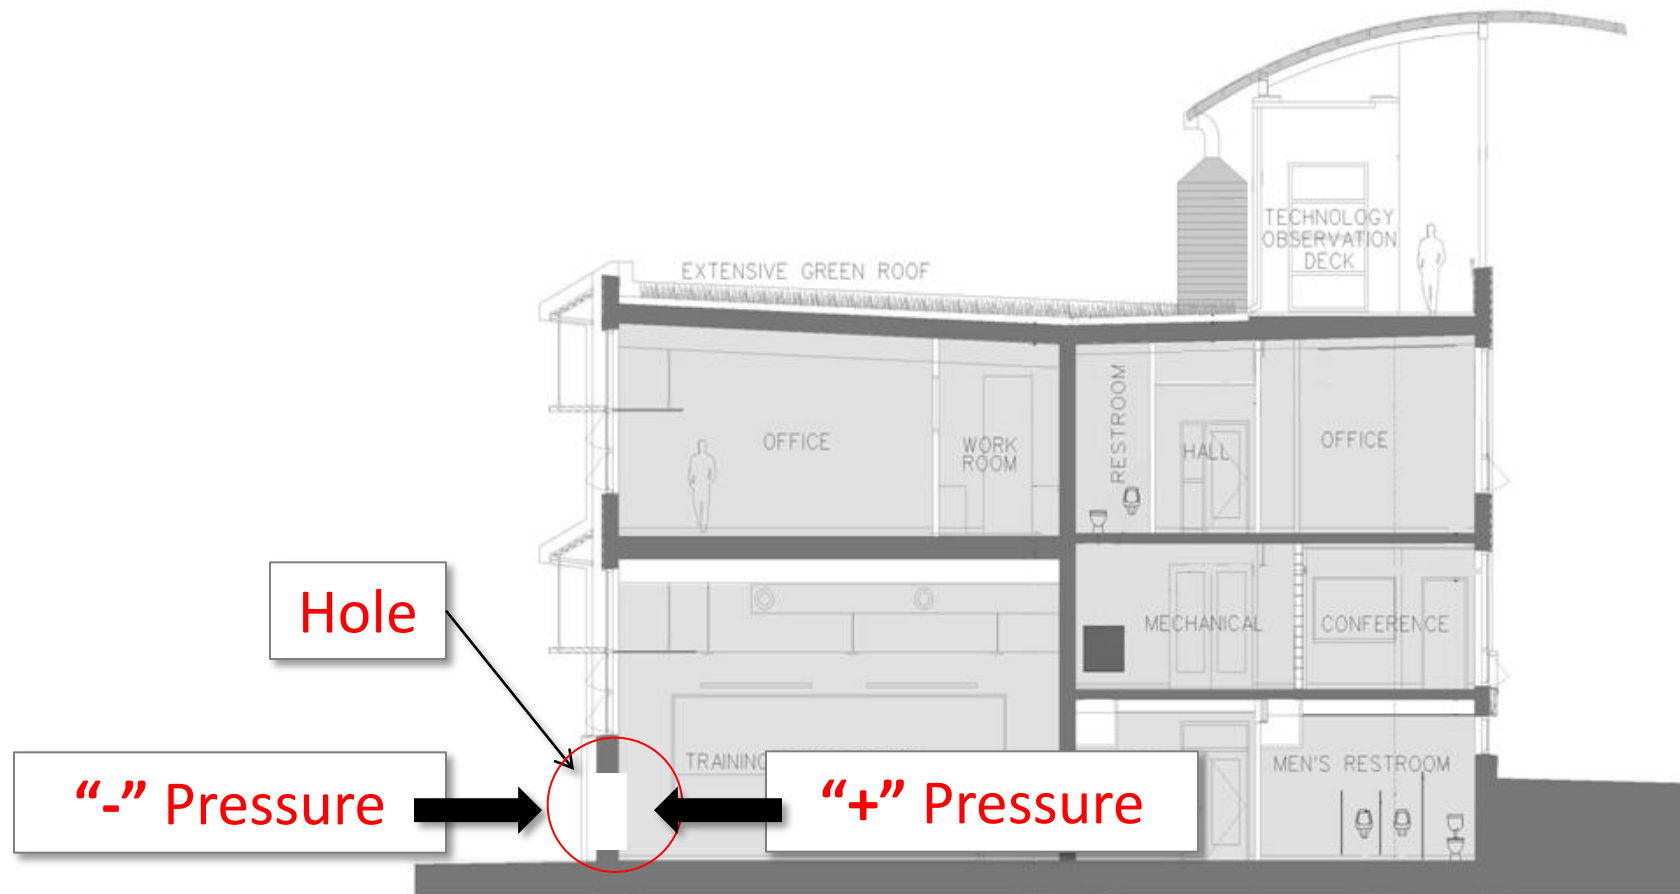 TECHNOLOGY
OBSERVATION
DECK
EXTENSIVE GREEN ROOF
OFFICE
WORK
ROOM
RESTROOM
HALL
OFFICE
Hole
MECHANICAL
CONFERENCE
TRAINING
MEN'S RESTROOM
“-” Pressure
“+” Pressure